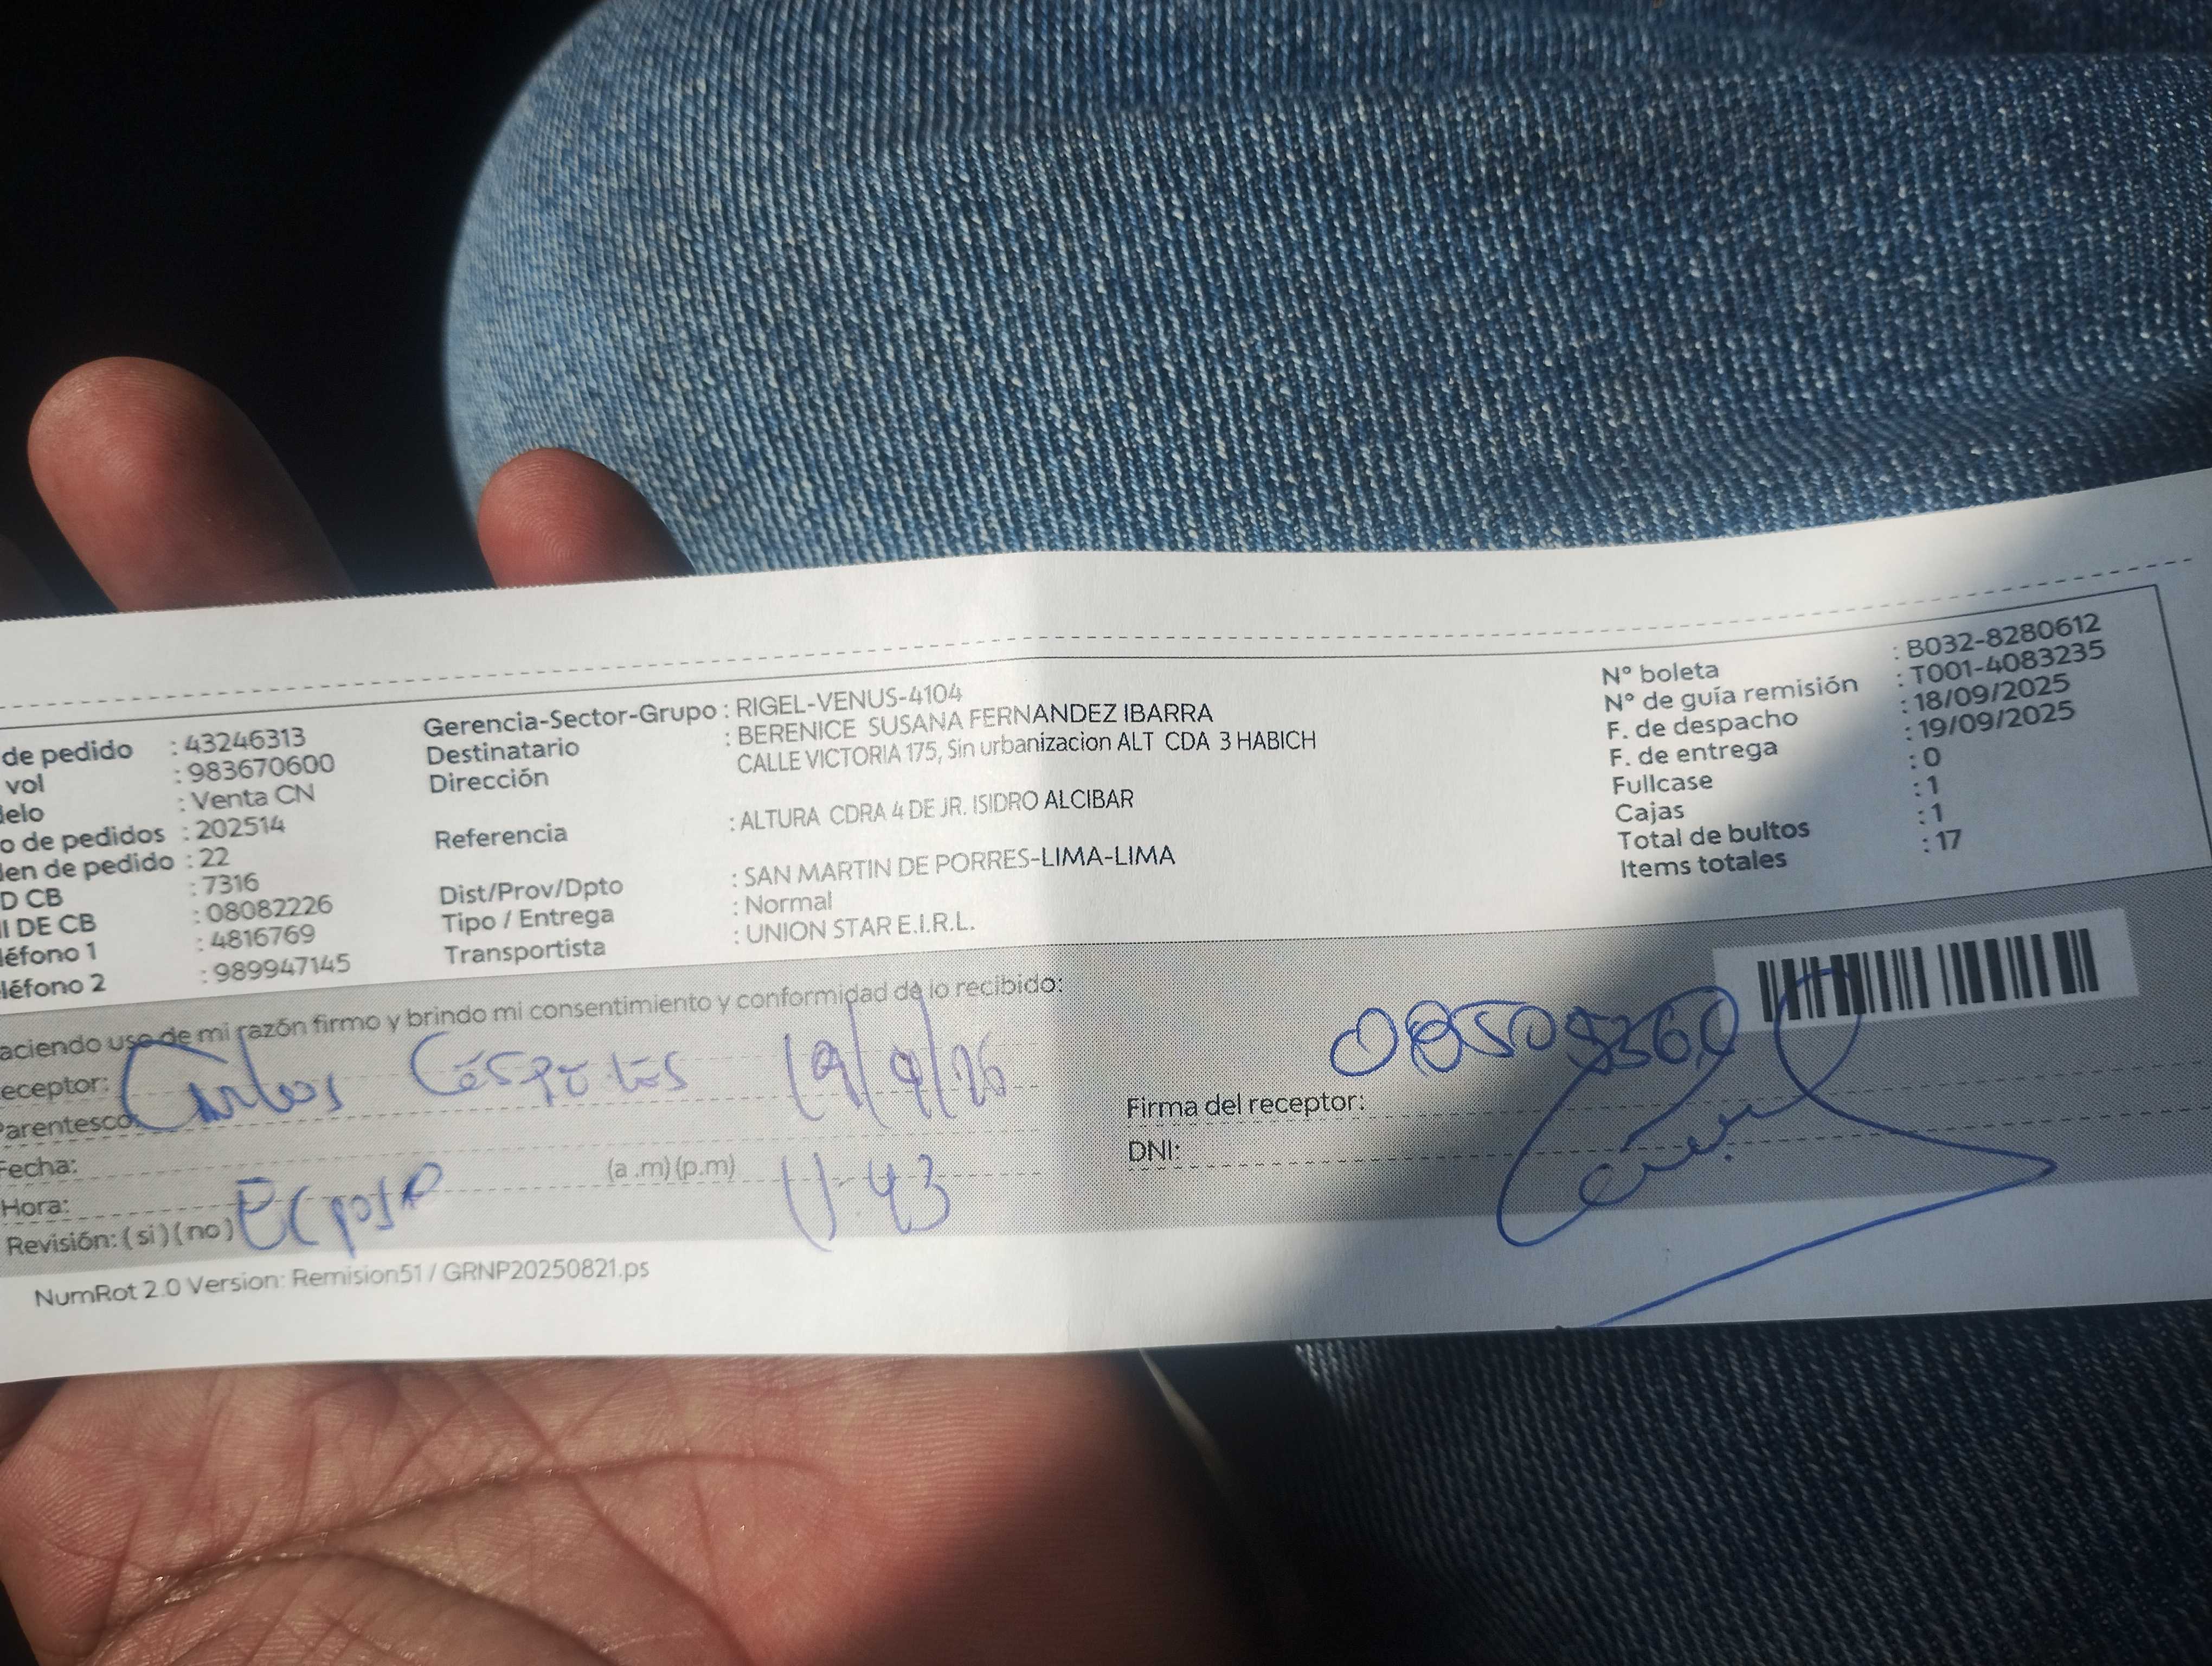 de pedido : 43246313
vol : 983670600
elo : Venta CN
o de pedidos : 202514
en de pedido : 22
D CB : 7316
I DE CB : 08082226
léfono 1 : 4816769
léfono 2 : 989947145
Gerencia-Sector-Grupo : RIGEL-VENUS-4104
Destinatario : BERENICE SUSANA FERNANDEZ IBARRA
Dirección CALLE VICTORIA 175, Sin urbanizacion ALT CDA 3 HABICH
Referencia : ALTURA CDRA 4 DE JR. ISIDRO ALCIBAR
Dist/Prov/Dpto : SAN MARTIN DE PORRES-LIMA-LIMA
Tipo / Entrega : Normal
Transportista : UNION STAR E.I.R.L.
N° boleta : B032-8280612
N° de guía remisión : T001-4083235
F. de despacho : 18/09/2025
F. de entrega : 19/09/2025
Fullcase : 0
Cajas : 1
Total de bultos : 1
Items totales : 17
aciendo uso de mi razón firmo y brindo mi consentimiento y conformidad de lo recibido:
eceptor: Carlos
Parentesco:
Fecha:
Hora: (a .m) (p.m) 11:43
Revisión: ( si ) ( no )
Firma del receptor:
DNI:
NumRot 2.0 Version: Remision51 / GRNP20250821.ps